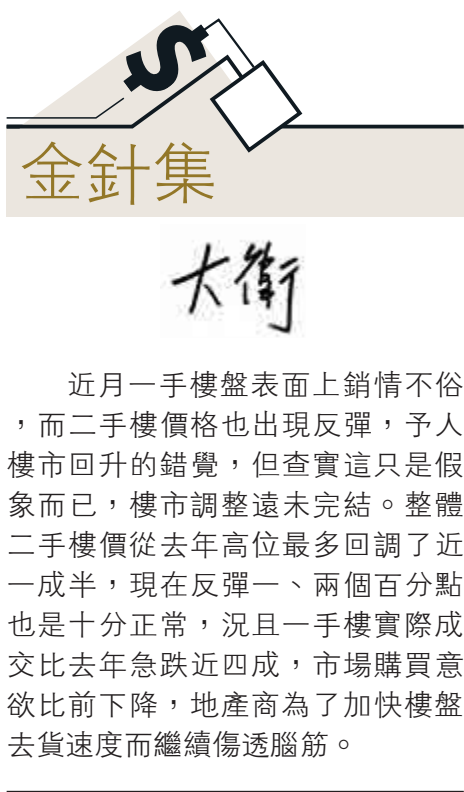 $
金針集
大衛
近月一手樓盤表面上銷情不俗
，而二手樓價格也出現反彈，予人
樓市回升的錯覺，但查實這只是假
象而已，樓市調整遠未完結。整體
二手樓價從去年高位最多回調了近
一成半，現在反彈一、兩個百分點
也是十分正常，況且一手樓實際成
交比去年急跌近四成，市場購買意
欲比前下降，地產商為了加快樓盤
去貨速度而繼續傷透腦筋。